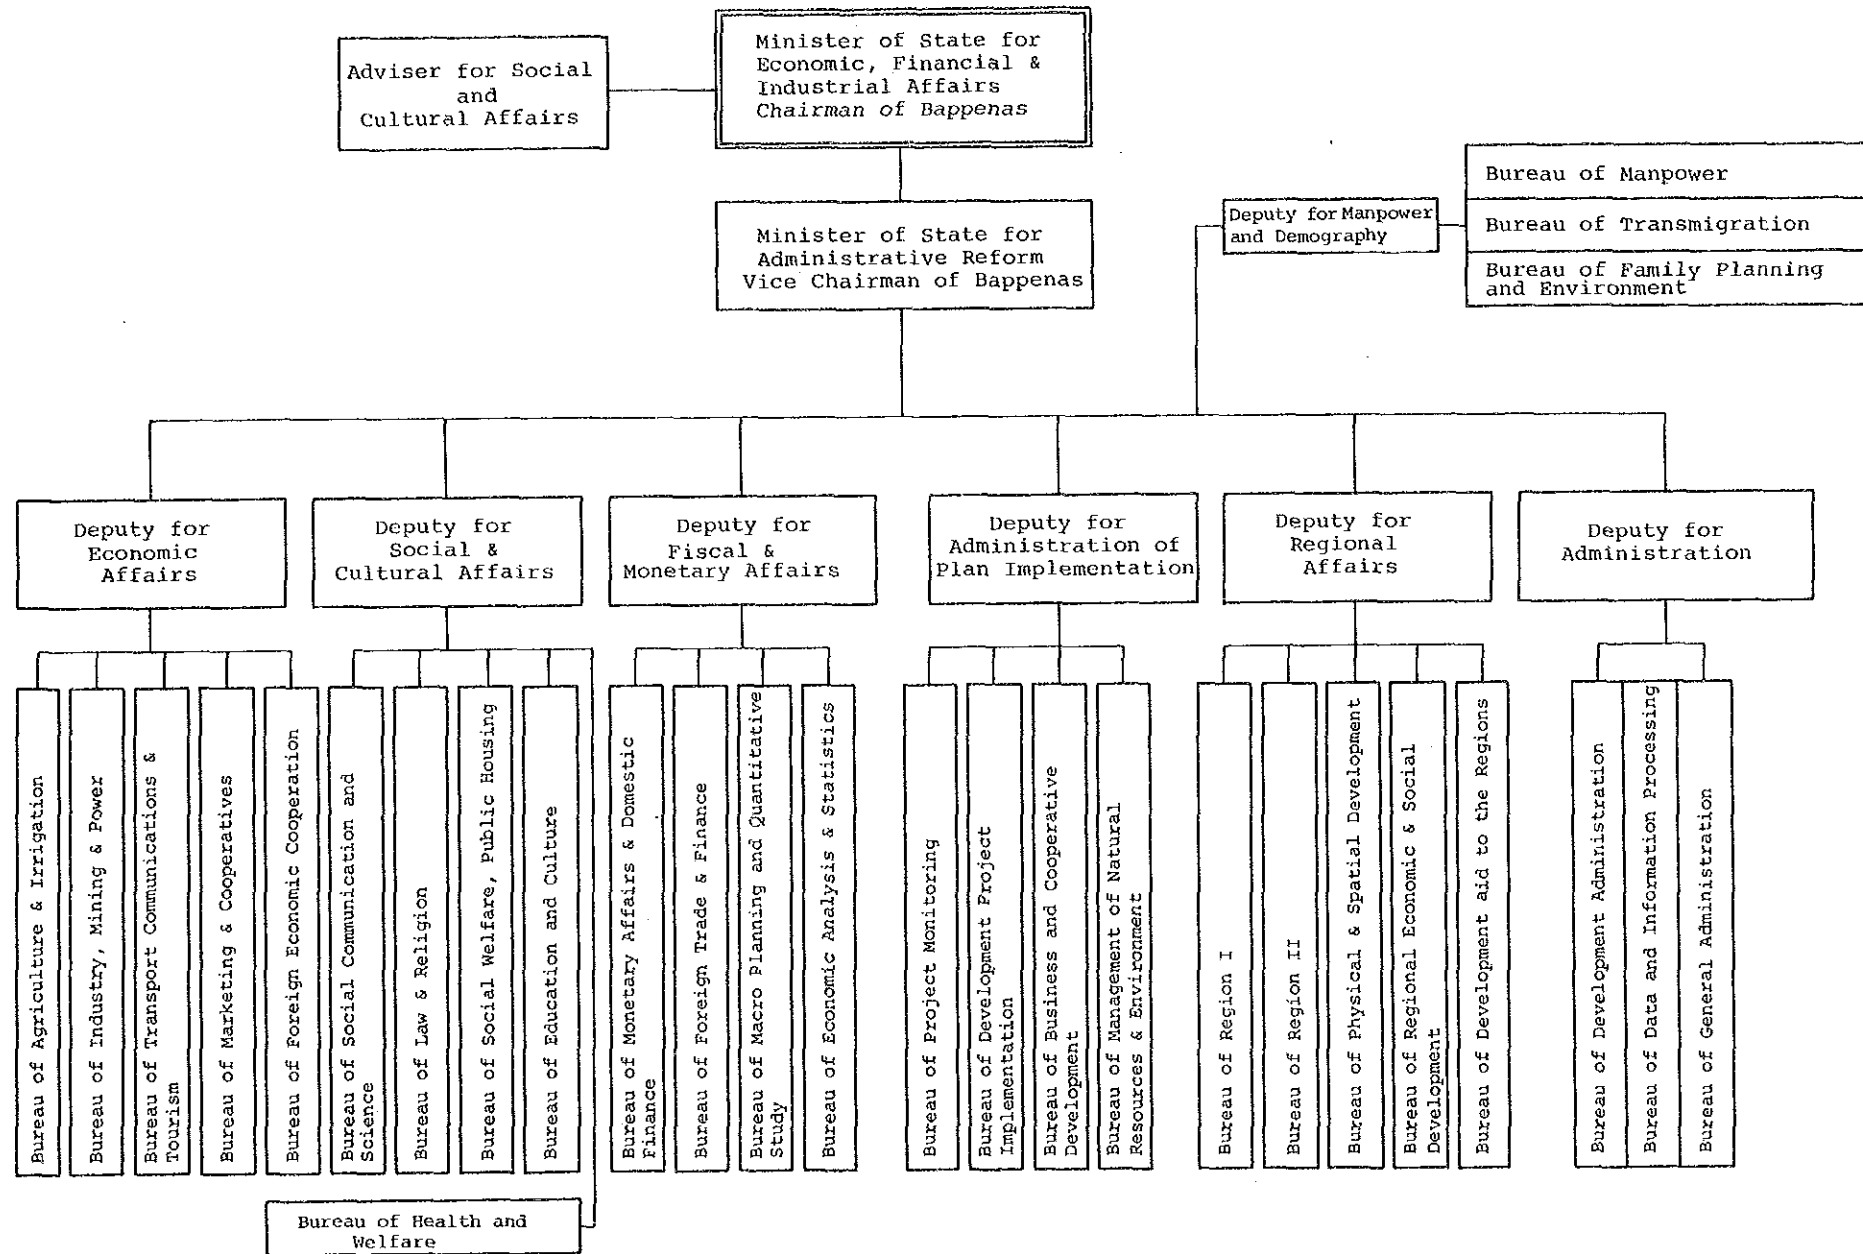 Adviser for Social
and
Cultural Affairs
Minister of State for
Economic, Financial &
Industrial Affairs
Chairman of Bappenas
Minister of State for
Administrative Reform
Vice Chairman of Bappenas
Deputy for Manpower
and Demography
Bureau of Manpower
Bureau of Transmigration
Bureau of Family Planning
and Environment
Deputy for
Economic
Affairs
Deputy for
Social &
Cultural Affairs
Deputy for
Fiscal &
Monetary Affairs
Deputy for
Administration of
Plan Implementation
Deputy for
Regional
Affairs
Deputy for
Administration
Bureau of Agriculture & Irrigation
Bureau of Industry, Mining & Power
Bureau of Transport Communications &
Tourism
Bureau of Marketing & Cooperatives
Bureau of Foreign Economic Cooperation
Bureau of Social Communication and
Science
Bureau of Law & Religion
Bureau of Social Welfare, Public Housing
Bureau of Education and Culture
Bureau of Health and
Welfare
Bureau of Monetary Affairs & Domestic
Finance
Bureau of Foreign Trade & Finance
Bureau of Macro Planning and Quantitative
Study
Bureau of Economic Analysis & Statistics
Bureau of Project Monitoring
Bureau of Development Project
Implementation
Bureau of Business and Cooperative
Development
Bureau of Management of Natural
Resources & Environment
Bureau of Region I
Bureau of Region II
Bureau of Physical & Spatial Development
Bureau of Regional Economic & Social
Development
Bureau of Development aid to the Regions
Bureau of Development Administration
Bureau of Data and Information Processing
Bureau of General Administration